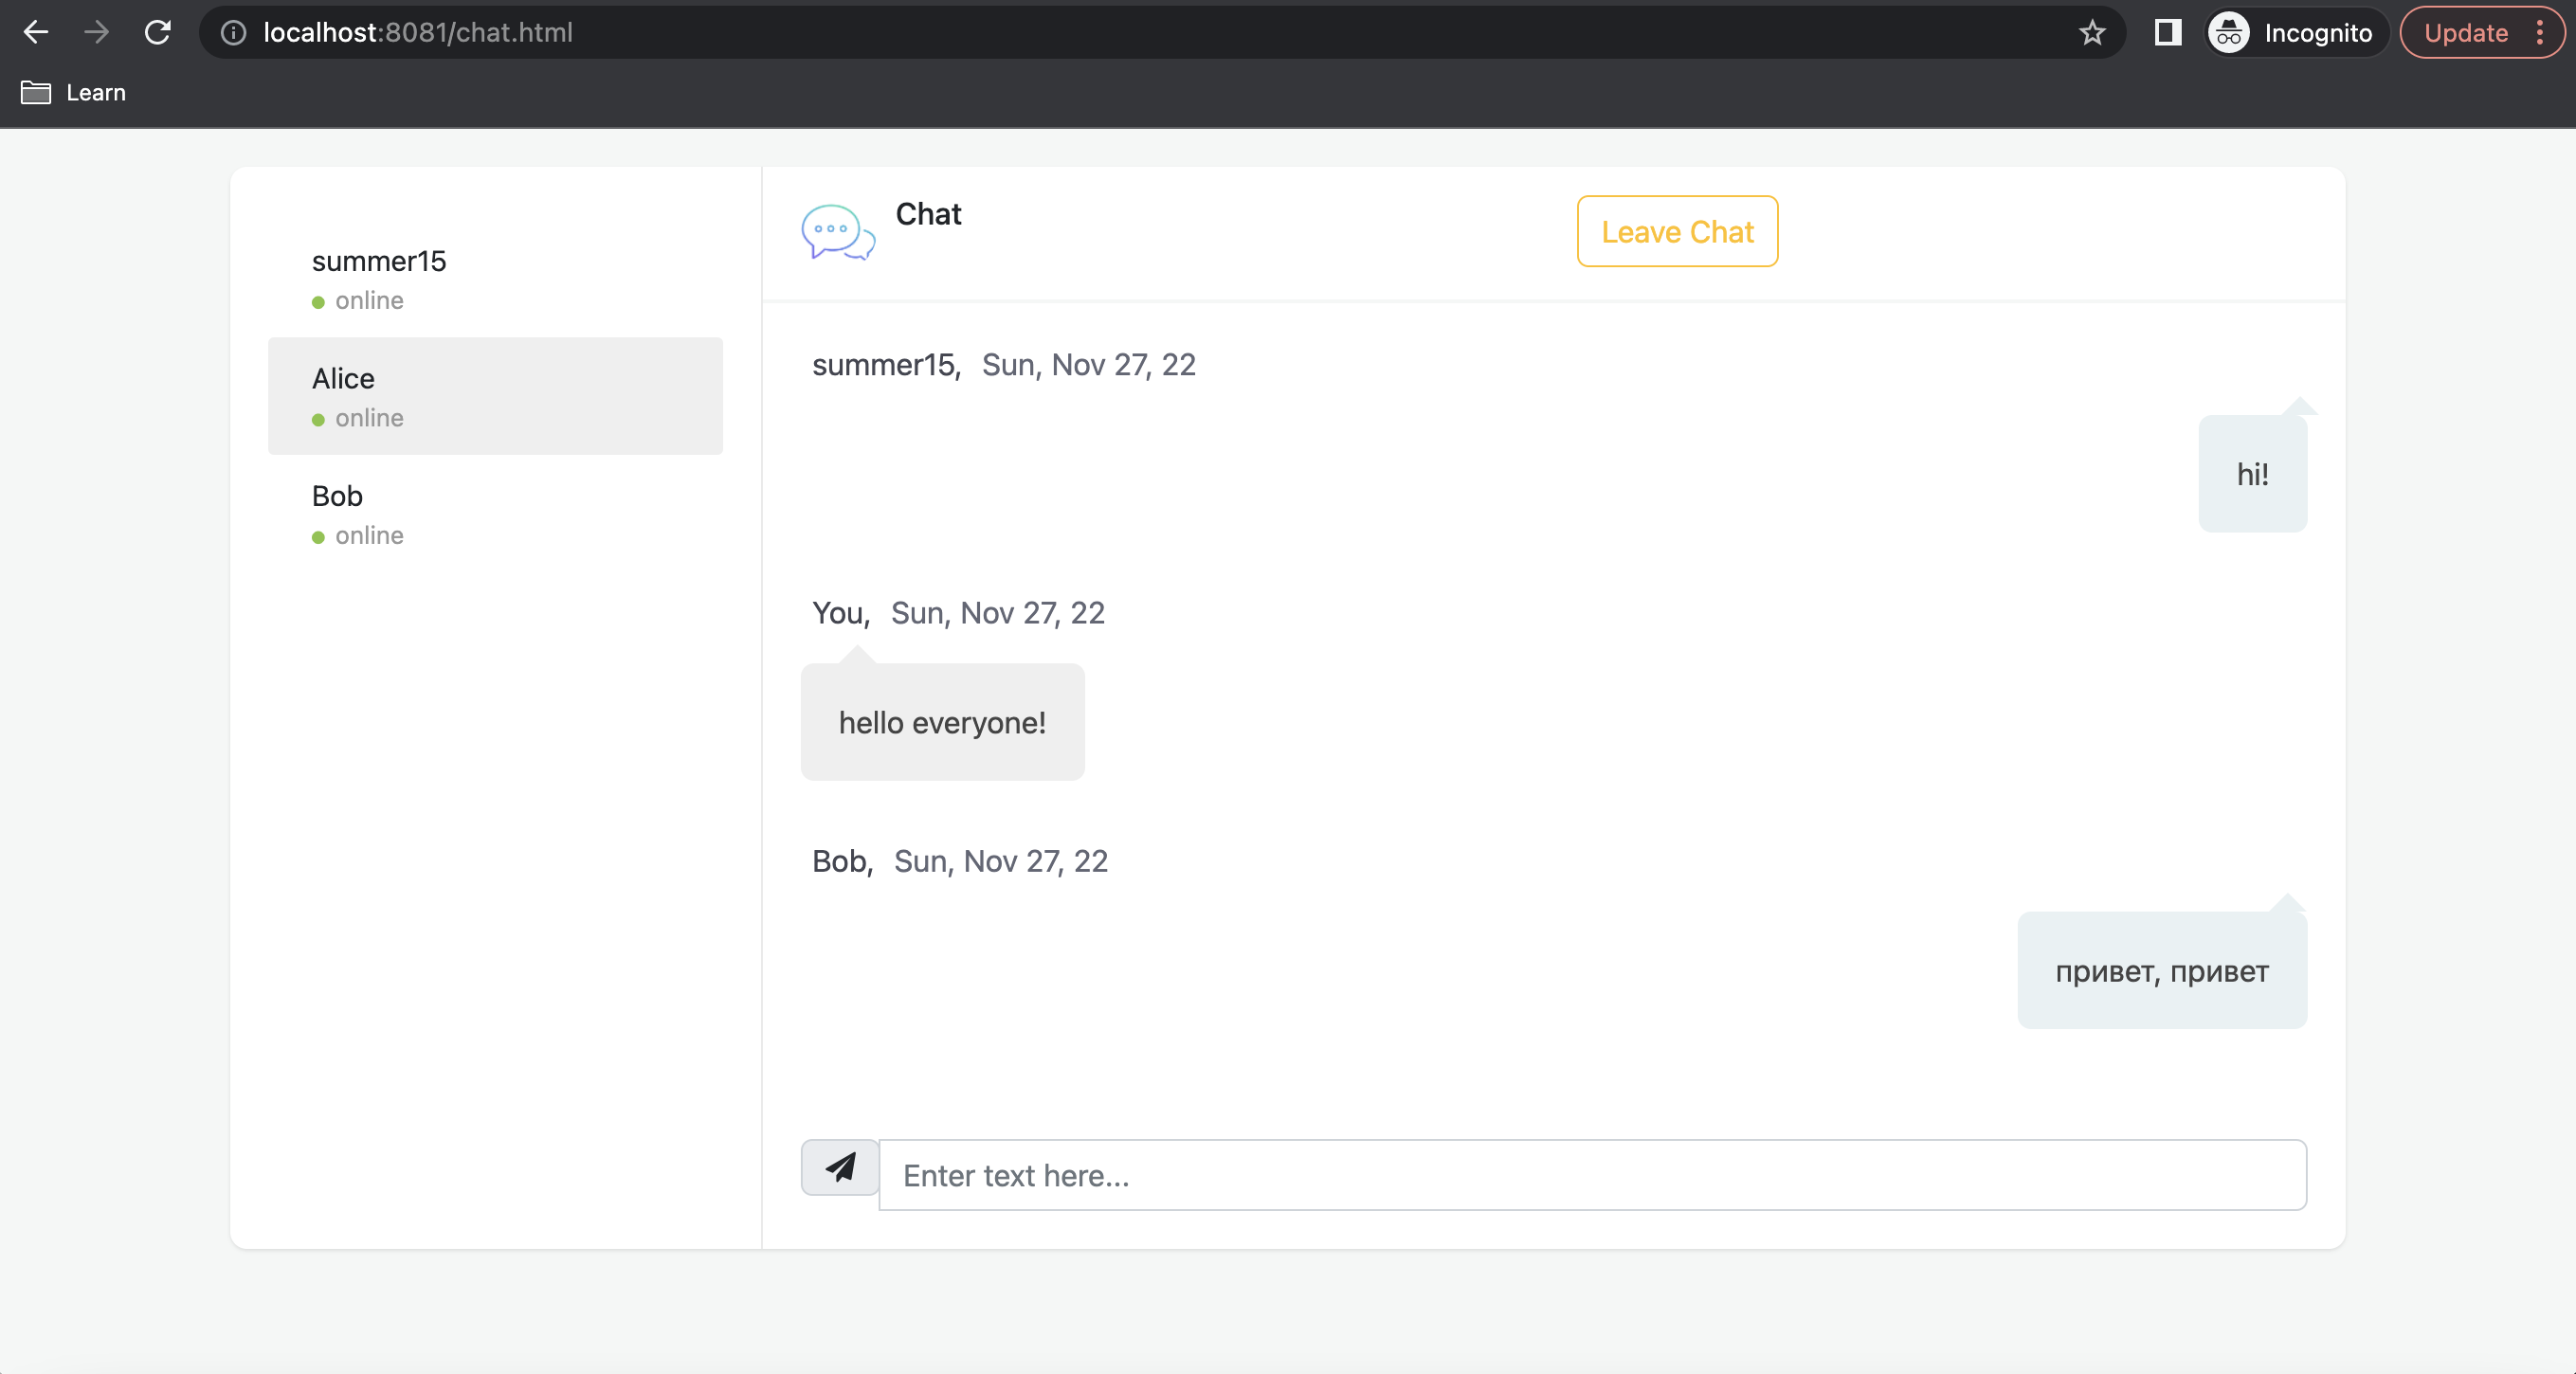 localhost:8081/chat.html
Incognito
Update
Learn
summer15
online
Alice
online
Bob
online
Chat
Leave Chat
summer15, Sun, Nov 27, 22
hi!
You, Sun, Nov 27, 22
hello everyone!
Bob, Sun, Nov 27, 22
привет, привет
Enter text here...